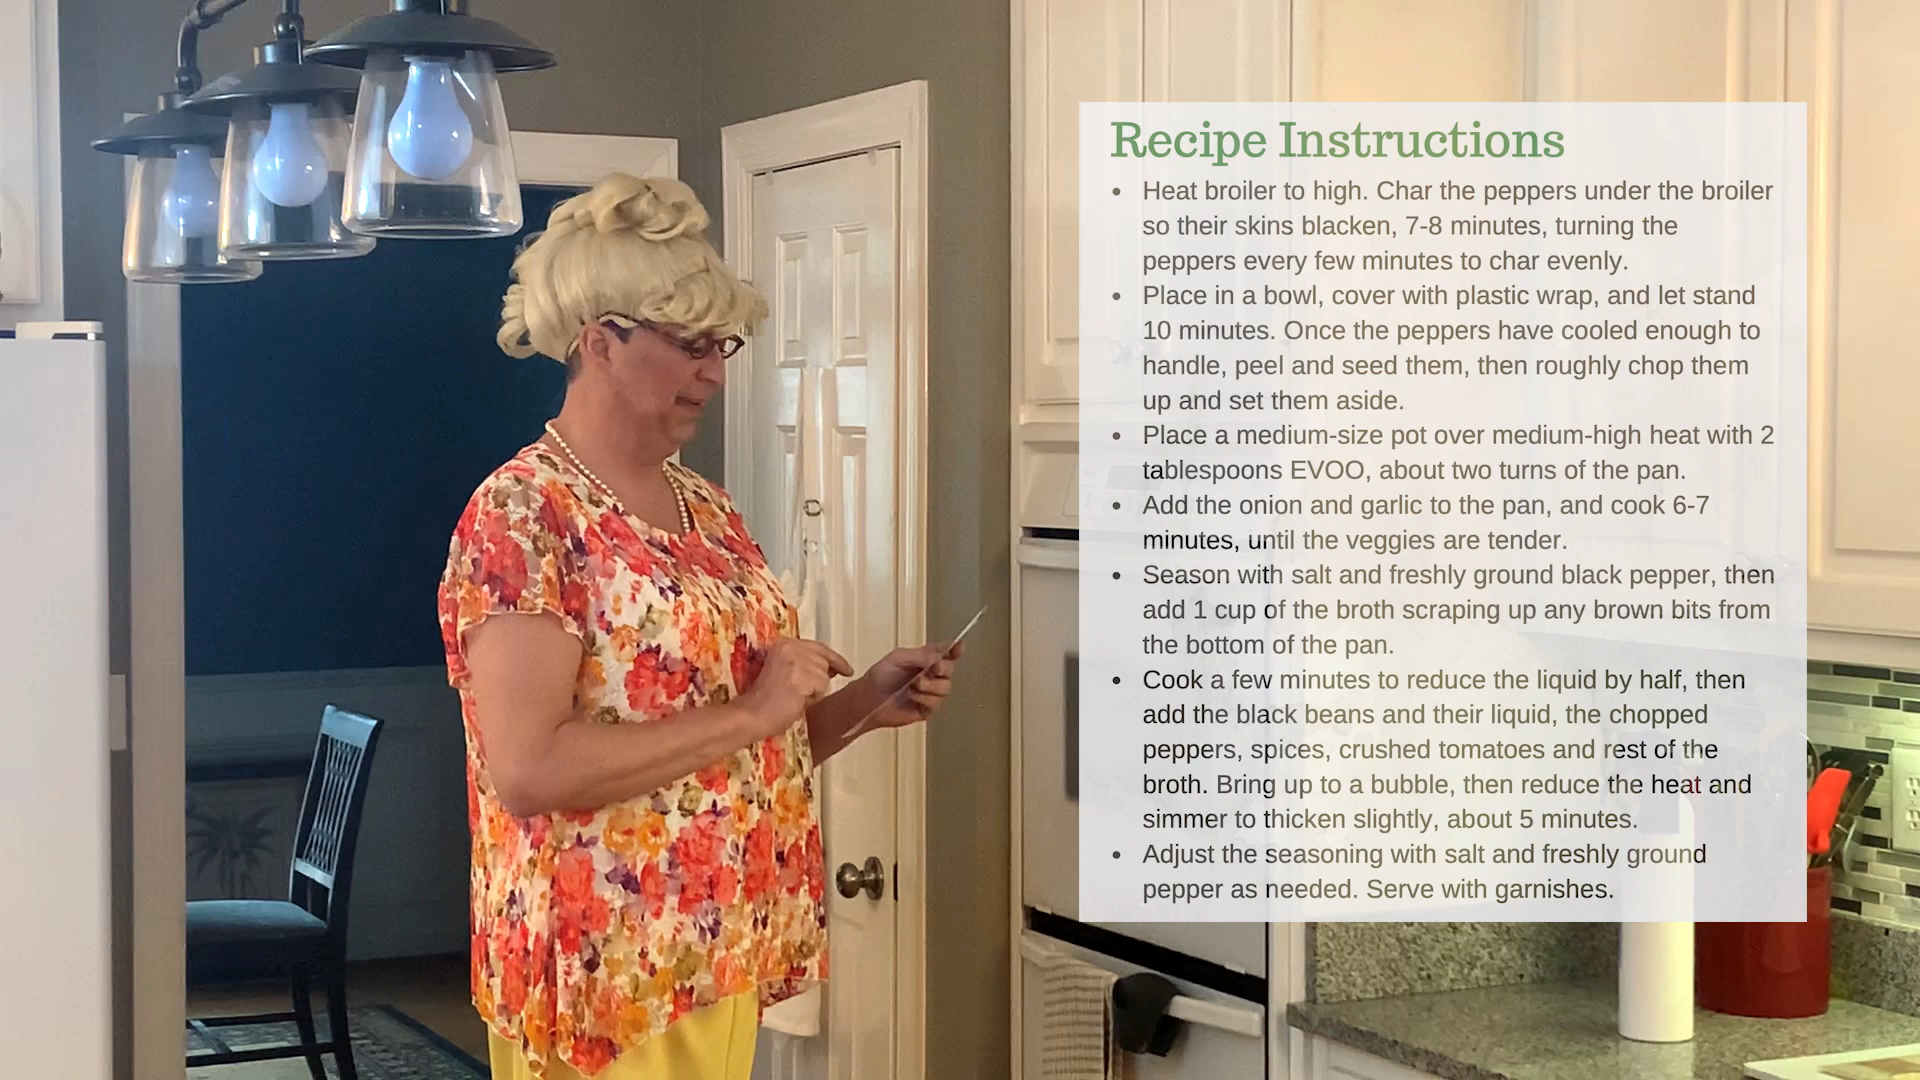 Recipe Instructions
• Heat broiler to high. Char the peppers under the broiler
so their skins blacken, 7-8 minutes, turning the
peppers every few minutes to char evenly.
• Place in a bowl, cover with plastic wrap, and let stand
10 minutes. Once the peppers have cooled enough to
handle, peel and seed them, then roughly chop them
up and set them aside.
• Place a medium-size pot over medium-high heat with 2
tablespoons EVOO, about two turns of the pan.
• Add the onion and garlic to the pan, and cook 6-7
minutes, until the veggies are tender.
• Season with salt and freshly ground black pepper, then
add 1 cup of the broth scraping up any brown bits from
the bottom of the pan.
• Cook a few minutes to reduce the liquid by half, then
add the black beans and their liquid, the chopped
peppers, spices, crushed tomatoes and rest of the
broth. Bring up to a bubble, then reduce the heat and
simmer to thicken slightly, about 5 minutes.
• Adjust the seasoning with salt and freshly ground
pepper as needed. Serve with garnishes.